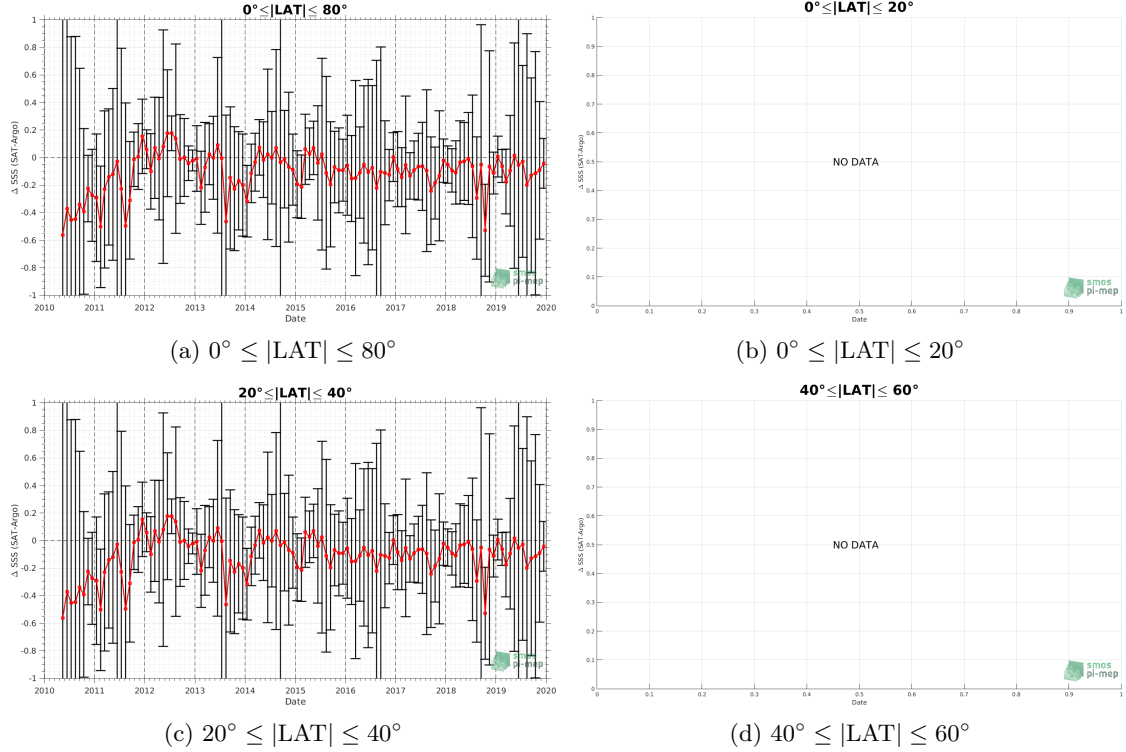 0°≤|LAT|≤ 80°
Δ SSS (SAT-Argo)
1
0.8
0.6
0.4
0.2
0
-0.2
-0.4
-0.6
-0.8
-1
2010 2011 2012 2013 2014 2015 2016 2017 2018 2019 2020
Date
smos
pi-mep
(a) 0° ≤ |LAT| ≤ 80°
0°≤|LAT|≤ 20°
Δ SSS (SAT-Argo)
1
0.9
0.8
0.7
0.6
0.5
0.4
0.3
0.2
0.1
0
NO DATA
0 0.1 0.2 0.3 0.4 0.5 0.6 0.7 0.8 0.9 1
Date
smos
pi-mep
(b) 0° ≤ |LAT| ≤ 20°
20°≤|LAT|≤ 40°
Δ SSS (SAT-Argo)
1
0.8
0.6
0.4
0.2
0
-0.2
-0.4
-0.6
-0.8
-1
2010 2011 2012 2013 2014 2015 2016 2017 2018 2019 2020
Date
smos
pi-mep
(c) 20° ≤ |LAT| ≤ 40°
40°≤|LAT|≤ 60°
Δ SSS (SAT-Argo)
1
0.9
0.8
0.7
0.6
0.5
0.4
0.3
0.2
0.1
0
NO DATA
0 0.1 0.2 0.3 0.4 0.5 0.6 0.7 0.8 0.9 1
Date
smos
pi-mep
(d) 40° ≤ |LAT| ≤ 60°